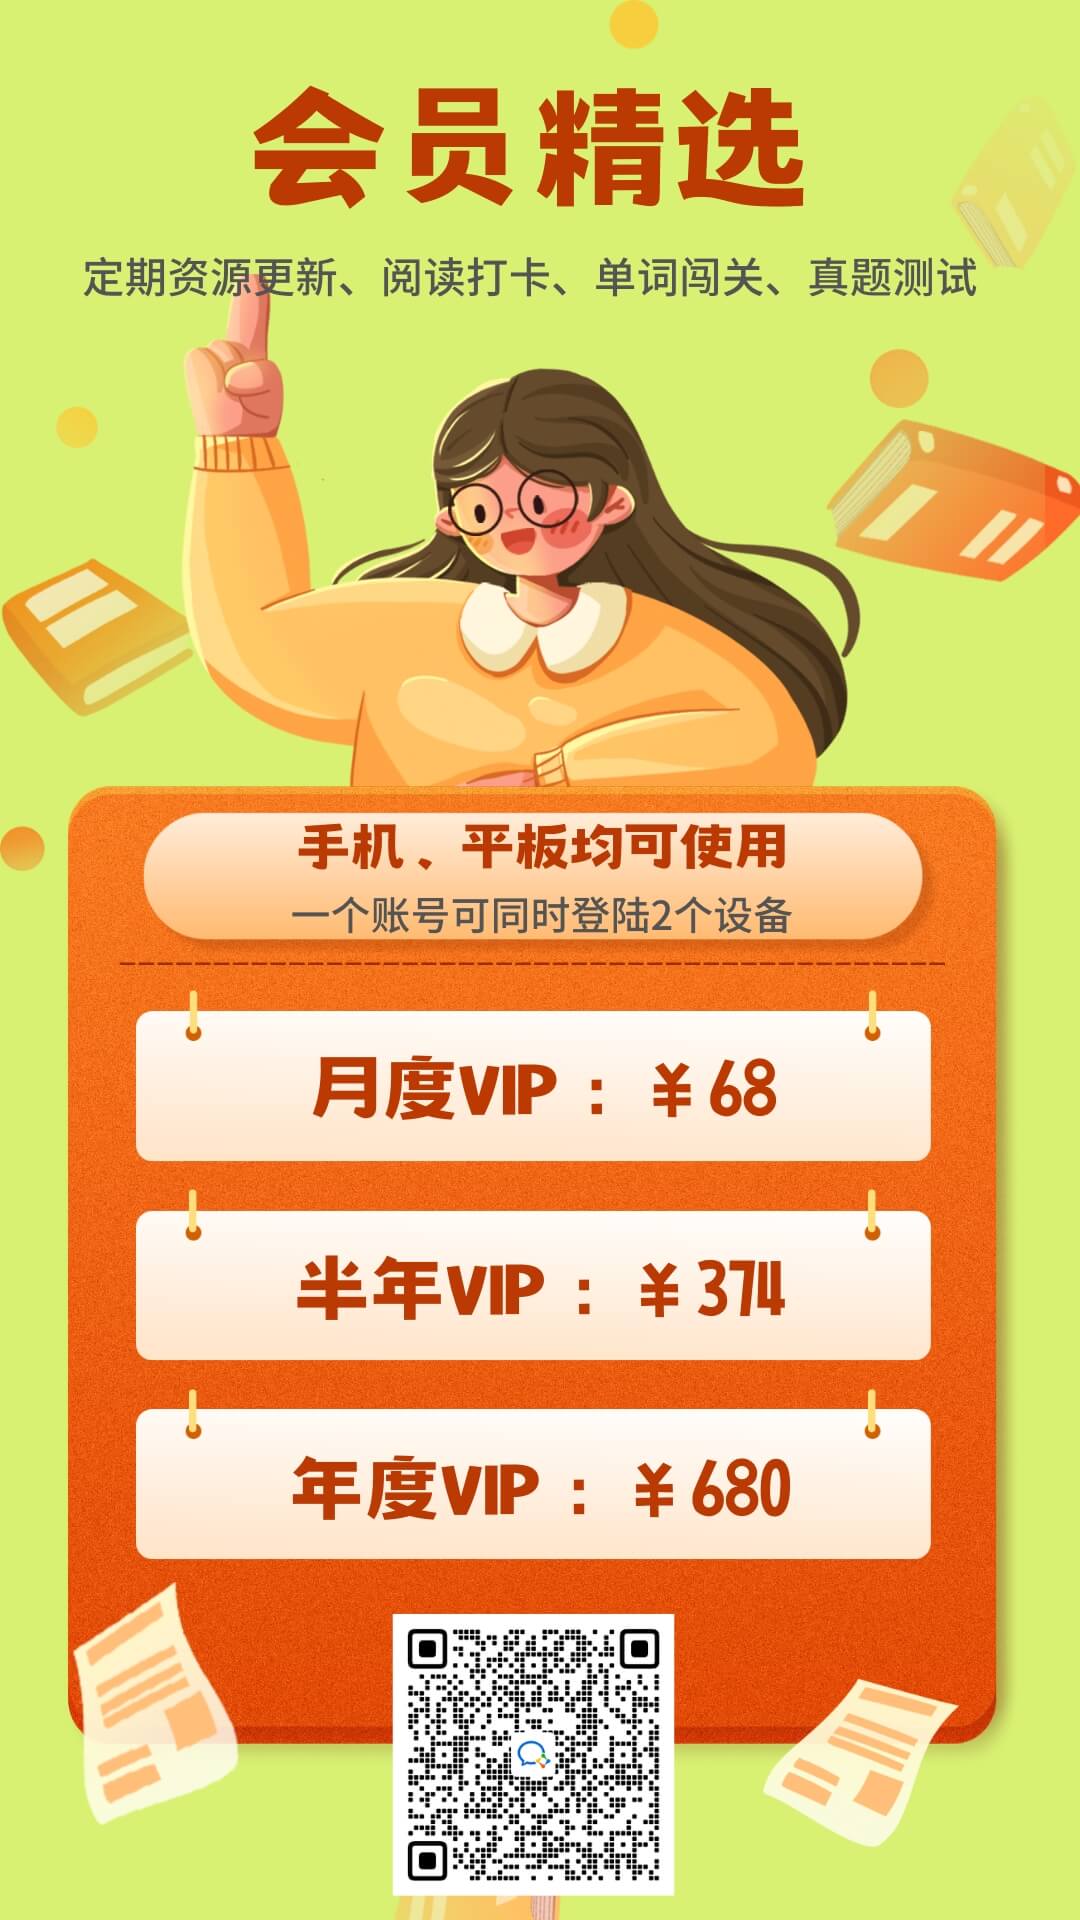 会员精选
定期资源更新、阅读打卡、单词闯关、真题测试
手机、平板均可使用
一个账号可同时登陆2个设备
月度VIP：￥68
半年VIP：￥374
年度VIP：￥680